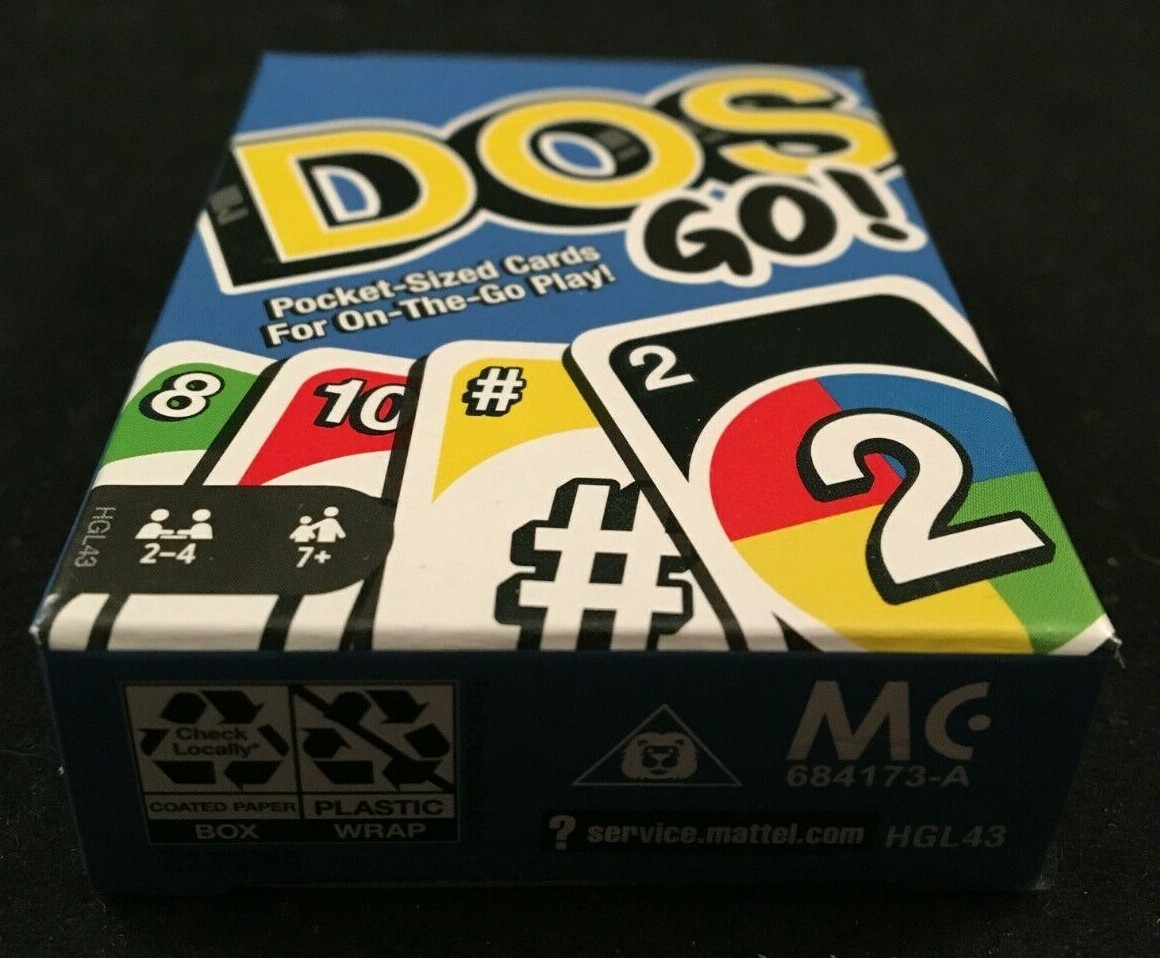 DOS
GO!
Pocket-Sized Cards
For On-The-Go Play!
8
10
#
2
#
2
HGL43
2–4
7+
Check
Locally*
COATED PAPER
PLASTIC
BOX
WRAP
MC
684173-A
? service.mattel.com HGL43